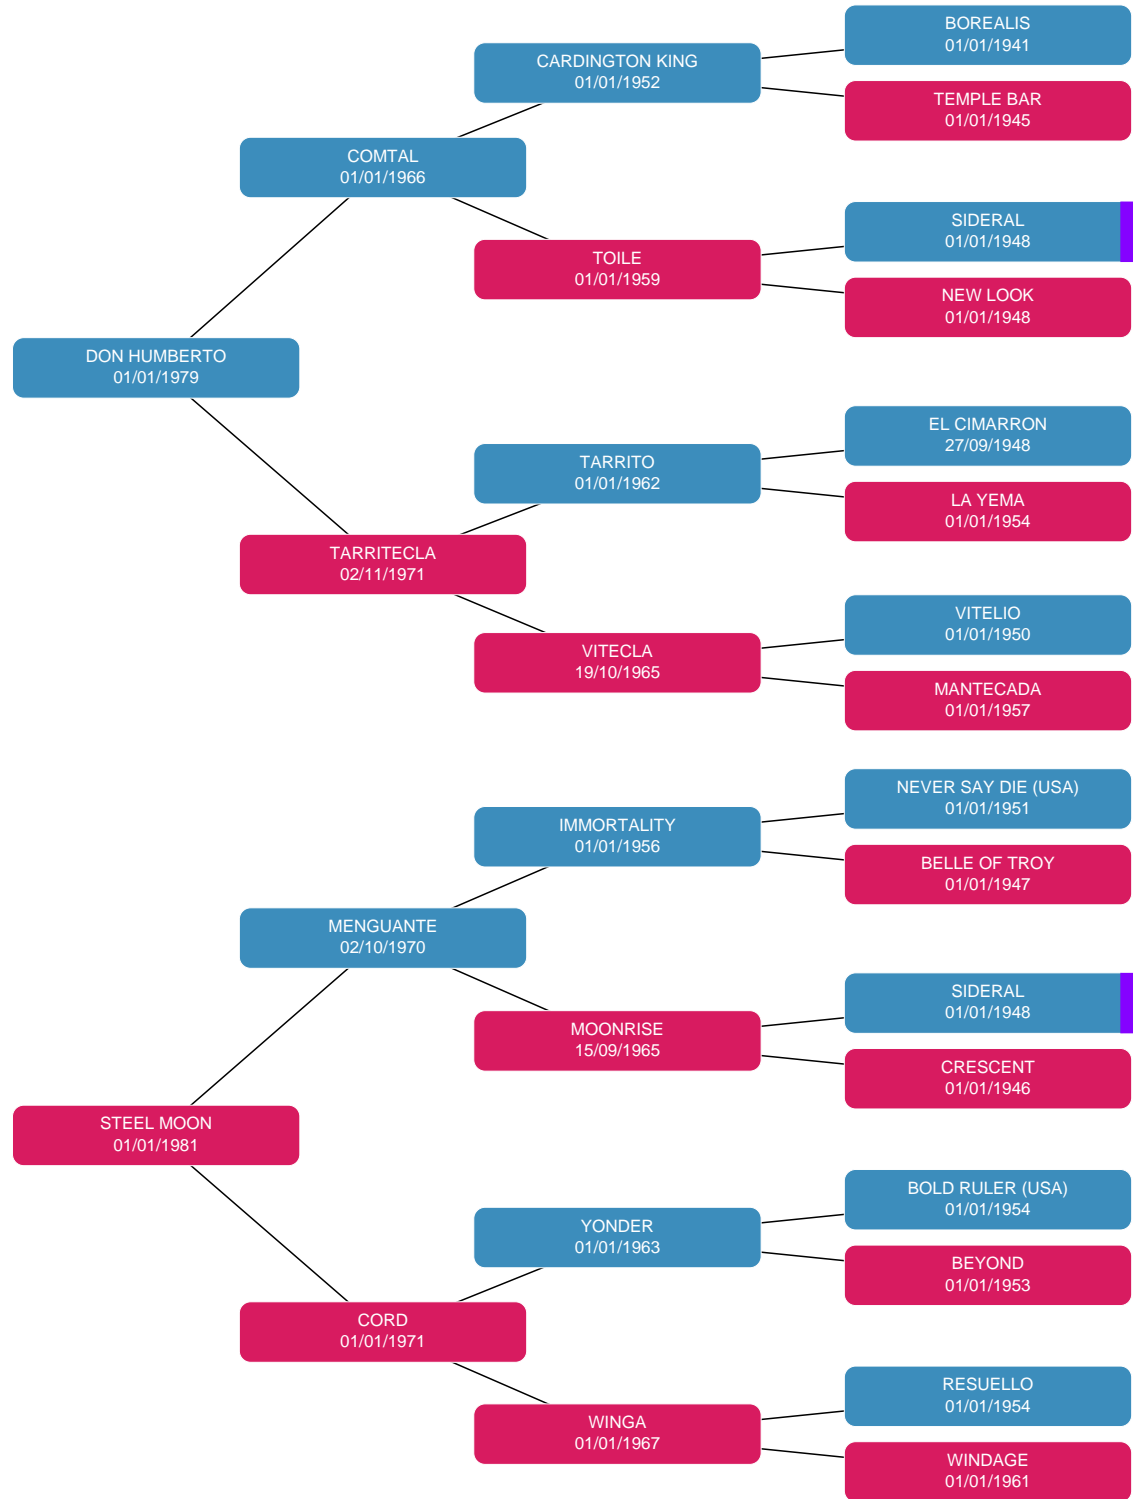 BOREALIS
01/01/1941
CARDINGTON KING
01/01/1952
TEMPLE BAR
01/01/1945
COMTAL
01/01/1966
SIDERAL
01/01/1948
TOILE
01/01/1959
NEW LOOK
01/01/1948
DON HUMBERTO
01/01/1979
EL CIMARRON
27/09/1948
TARRITO
01/01/1962
LA YEMA
01/01/1954
TARRITECLA
02/11/1971
VITELIO
01/01/1950
VITECLA
19/10/1965
MANTECADA
01/01/1957
NEVER SAY DIE (USA)
01/01/1951
IMMORTALITY
01/01/1956
BELLE OF TROY
01/01/1947
MENGUANTE
02/10/1970
SIDERAL
01/01/1948
MOONRISE
15/09/1965
CRESCENT
01/01/1946
STEEL MOON
01/01/1981
BOLD RULER (USA)
01/01/1954
YONDER
01/01/1963
BEYOND
01/01/1953
CORD
01/01/1971
RESUELLO
01/01/1954
WINGA
01/01/1967
WINDAGE
01/01/1961